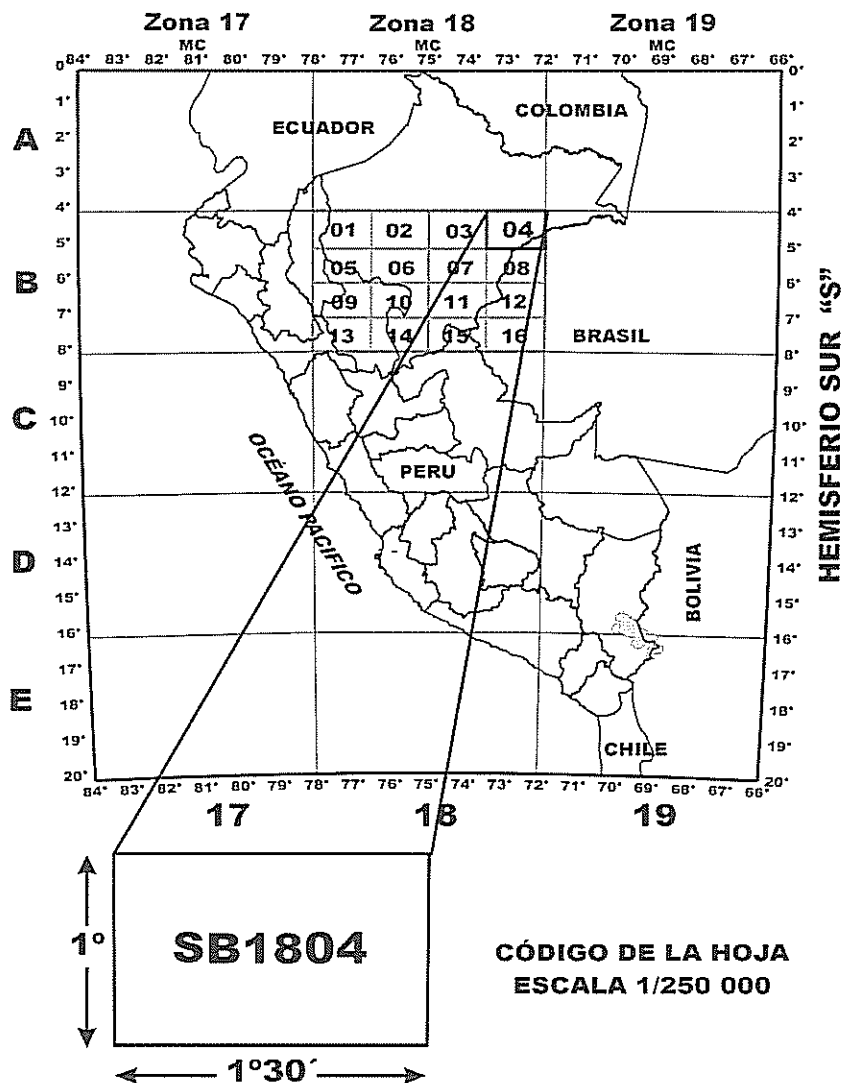 Zona 17 Zona 18 Zona 19
MC MC MC
84° 83° 82° 81° 80° 79° 78° 77° 76° 75° 74° 73° 72° 71° 70° 69° 68° 67° 66°
0° 0°
1° 1°
COLOMBIA
ECUADOR
A 2° 2°
3° 3°
4° 4°
01 02 03 04
5° 5°
05 06 07 08
B 6° 6°
09 10 11 12
7° 7°
13 14 15 16 BRASIL
8° 8°
9° 9°
C 10° 10°
11° 11°
PERU
12° 12°
OCÉANO PACÍFICO
13° 13°
D 14° 14°
BOLIVIA
15° 15°
16° 16°
17° 17°
E
18° 18°
19° 19°
CHILE
20° 20°
84° 83° 82° 81° 80° 79° 78° 77° 76° 75° 74° 73° 72° 71° 70° 69° 68° 67° 66°
HEMISFERIO SUR "S"
17 18 19
1º
SB1804
CÓDIGO DE LA HOJA
ESCALA 1/250 000
1º30´